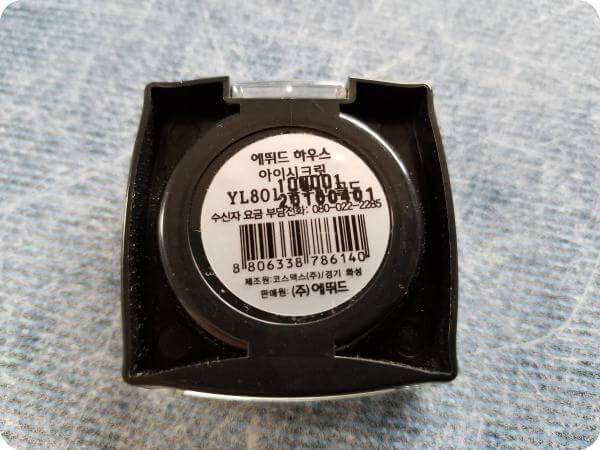 에뛰드 하우스
아이시크릿
YL801
수신자 요금 부담전화: 080-022-2285
8 806338 786140
제조원:코스맥스(주)/경기 화성
판매원: (주)에뛰드